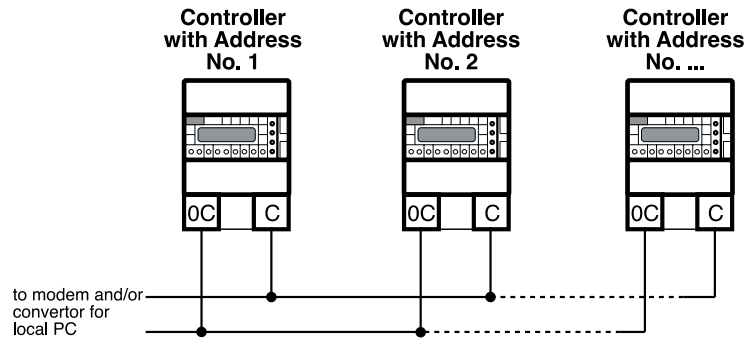 Controller
with Address
No. 1
Controller
with Address
No. 2
Controller
with Address
No. ...
0C
C
0C
C
0C
C
to modem and/or
convertor for
local PC